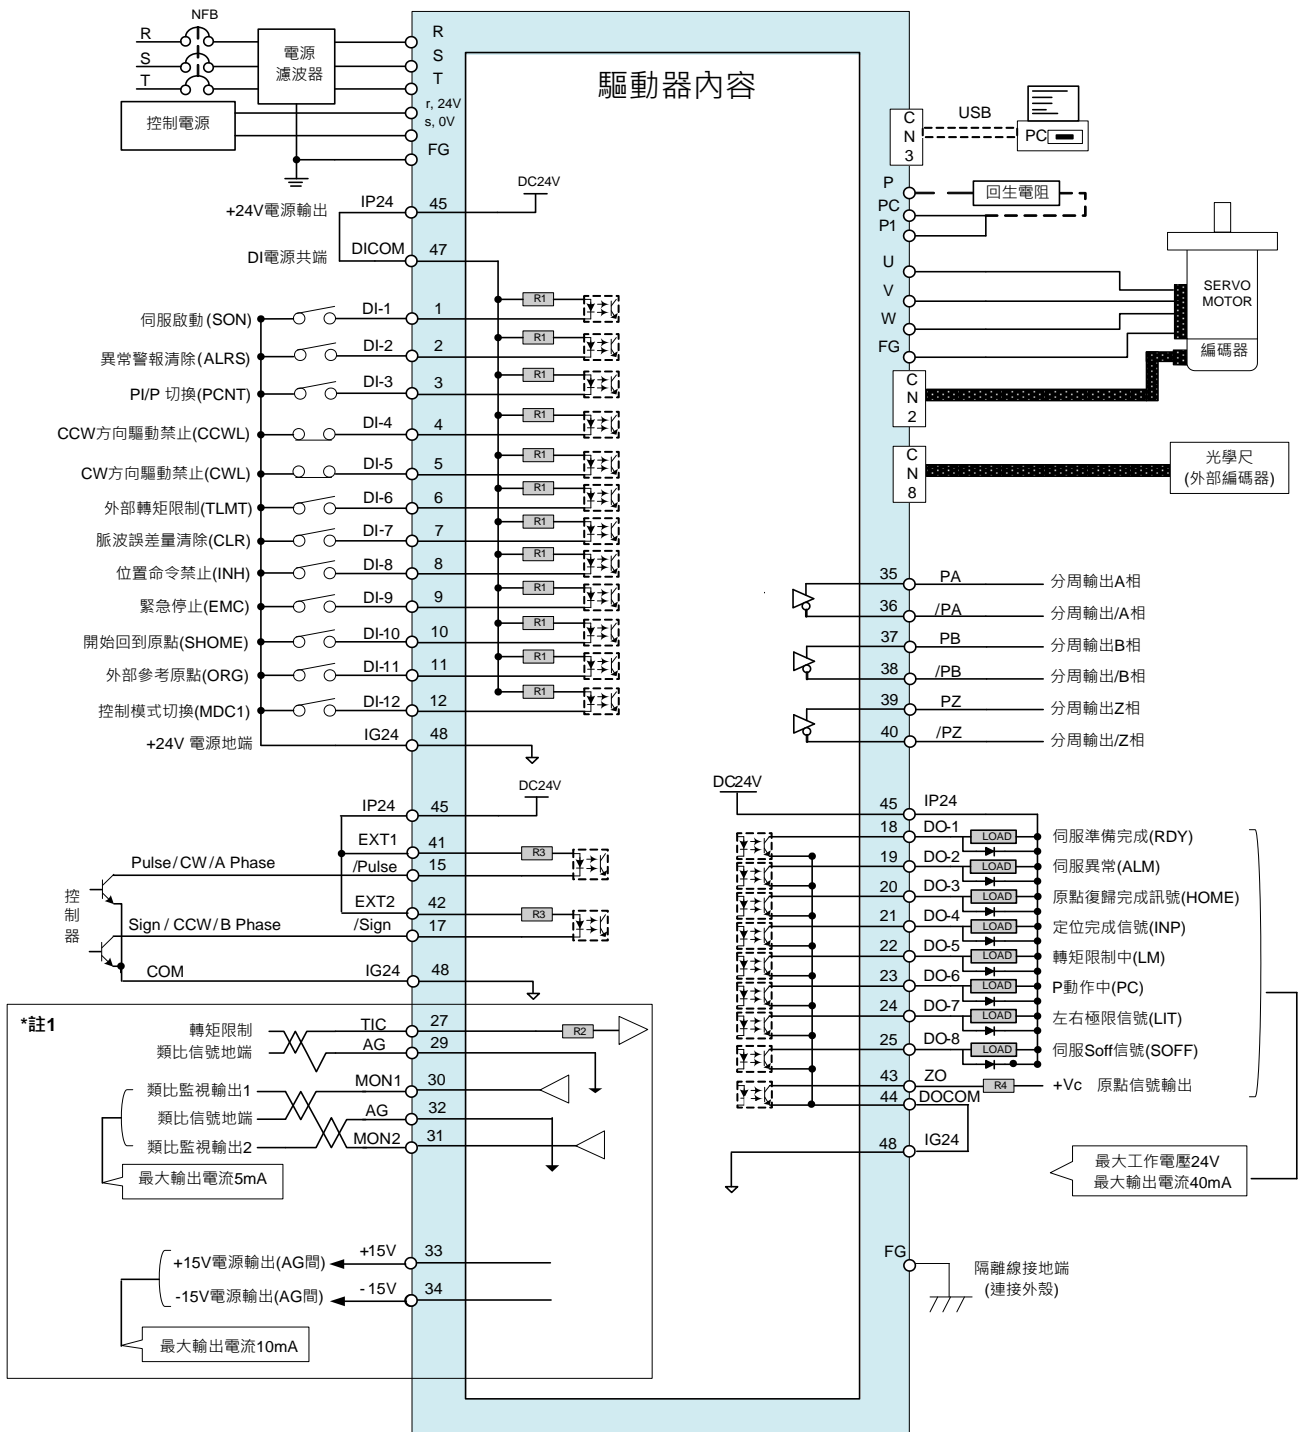 NFB
R
S
T
電源
濾波器
控制電源
R
S
T
r, 24V
s, 0V
FG
驅動器內容
+24V電源輸出
IP24
45
DC24V
DI電源共端
DICOM
47
伺服啟動(SON)
DI-1
1
R1
異常警報清除(ALRS)
DI-2
2
R1
PI/P 切換(PCNT)
DI-3
3
R1
CCW方向驅動禁止(CCWL)
DI-4
4
R1
CW方向驅動禁止(CWL)
DI-5
5
R1
外部轉矩限制(TLMT)
DI-6
6
R1
脈波誤差量清除(CLR)
DI-7
7
R1
位置命令禁止(INH)
DI-8
8
R1
緊急停止(EMC)
DI-9
9
R1
開始回到原點(SHOME)
DI-10
10
R1
外部參考原點(ORG)
DI-11
11
R1
控制模式切換(MDC1)
DI-12
12
R1
+24V 電源地端
IG24
48
IP24
45
DC24V
EXT1
41
R3
Pulse/CW/A Phase
/Pulse
15
控制器
EXT2
42
R3
Sign / CCW/B Phase
/Sign
17
COM
IG24
48
*註1
轉矩限制
TIC
27
R2
類比信號地端
AG
29
類比監視輸出1
MON1
30
類比信號地端
AG
32
類比監視輸出2
MON2
31
最大輸出電流5mA
+15V電源輸出(AG間)
+15V
33
-15V電源輸出(AG間)
-15V
34
最大輸出電流10mA
CN3
USB
PC
P
PC
P1
回生電阻
U
V
W
FG
SERVO
MOTOR
編碼器
CN2
CN8
光學尺
(外部編碼器)
35
PA
分周輸出A相
36
/PA
分周輸出/A相
37
PB
分周輸出B相
38
/PB
分周輸出/B相
39
PZ
分周輸出Z相
40
/PZ
分周輸出/Z相
DC24V
45
IP24
18
DO-1
LOAD
伺服準備完成(RDY)
19
DO-2
LOAD
伺服異常(ALM)
20
DO-3
LOAD
原點復歸完成訊號(HOME)
21
DO-4
LOAD
定位完成信號(INP)
22
DO-5
LOAD
轉矩限制中(LM)
23
DO-6
LOAD
P動作中(PC)
24
DO-7
LOAD
左右極限信號(LIT)
25
DO-8
LOAD
伺服Soff信號(SOFF)
43
ZO
R4
+Vc 原點信號輸出
44
DOCOM
48
IG24
最大工作電壓24V
最大輸出電流40mA
FG
隔離線接地端
(連接外殼)